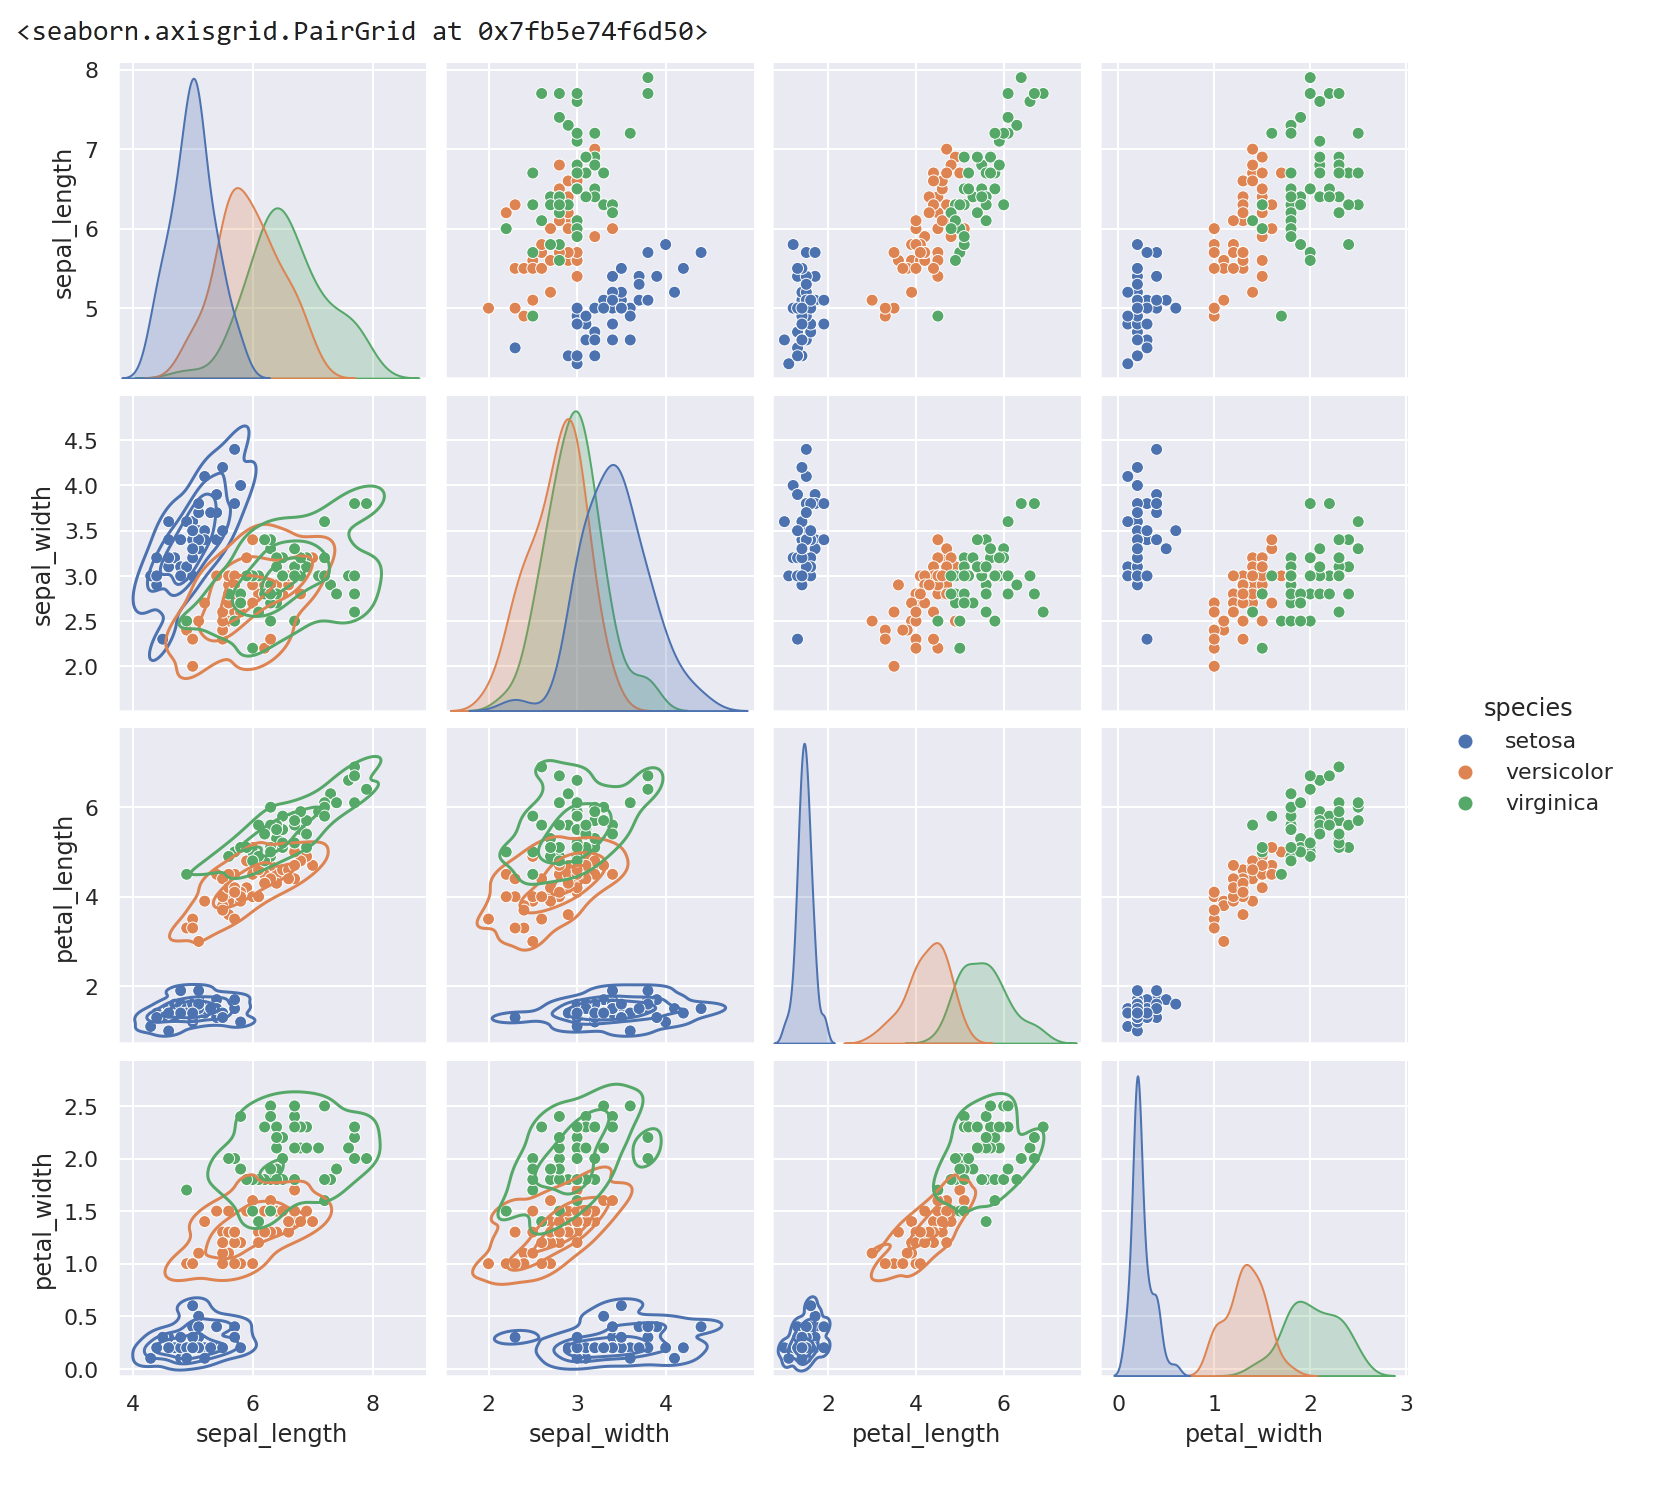 <seaborn.axisgrid.PairGrid at 0x7fb5e74f6d50>
8
7
6
5
sepal_length
4.5
4.0
3.5
3.0
2.5
2.0
sepal_width
species
setosa
versicolor
virginica
6
4
2
petal_length
2.5
2.0
1.5
1.0
0.5
0.0
petal_width
4 6 8 2 3 4 2 4 6 0 1 2 3
sepal_length sepal_width petal_length petal_width